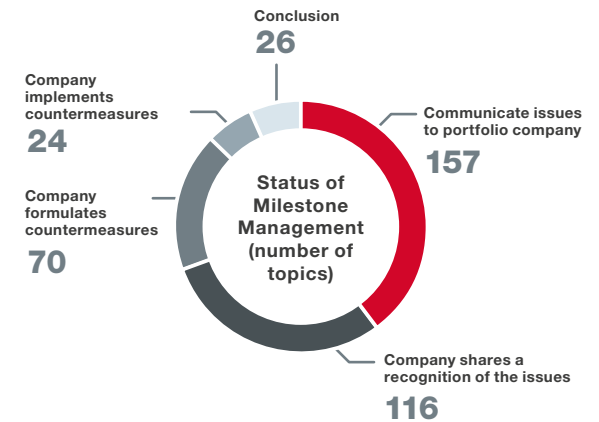 Conclusion
26
Company
implements
countermeasures
24
Communicate issues
to portfolio company
157
Status of
Milestone
Management
(number of
topics)
Company
formulates
countermeasures
70
Company shares a
recognition of the issues
116